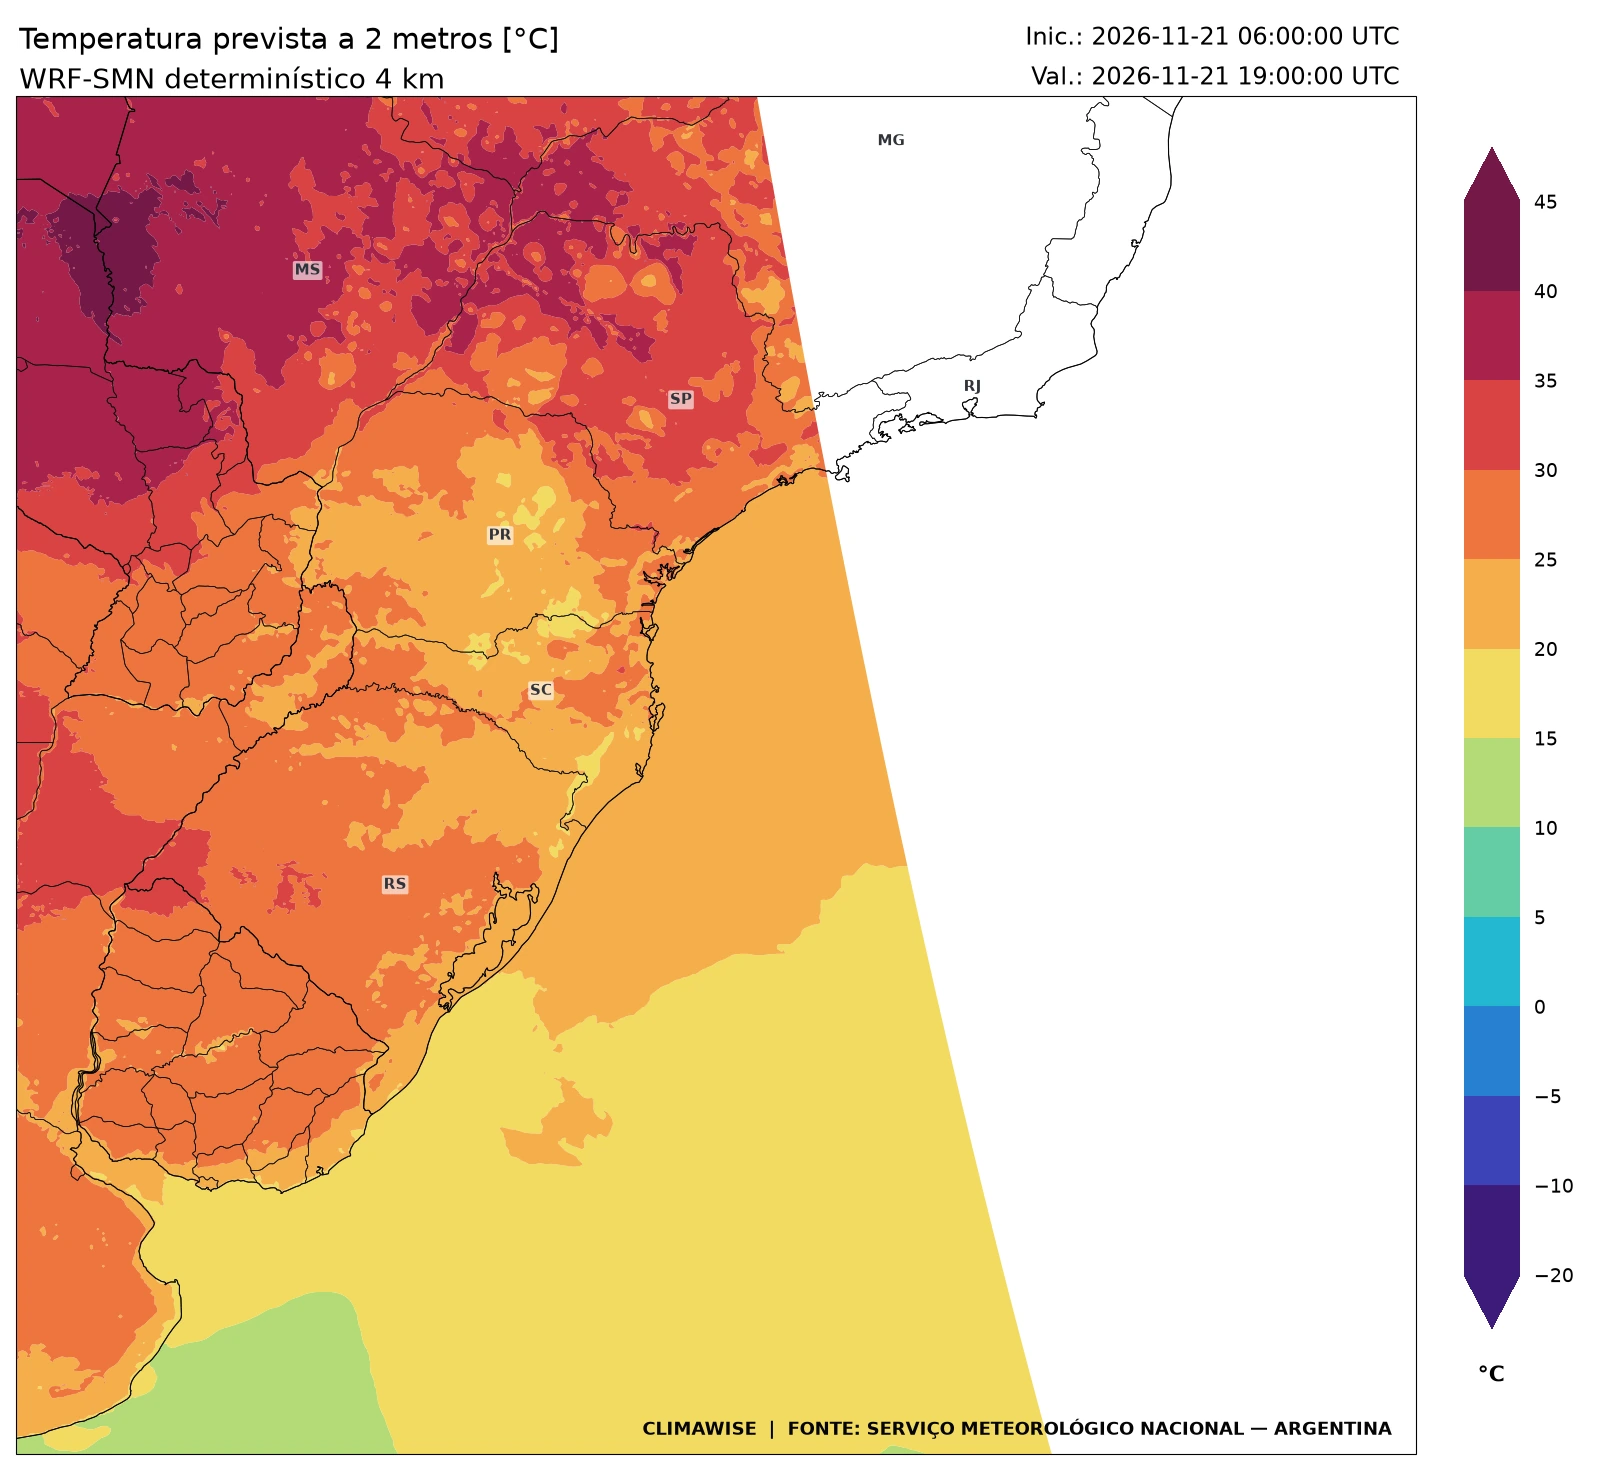 Temperatura prevista a 2 metros [°C]
WRF-SMN determinístico 4 km
Inic.: 2026-11-21 06:00:00 UTC
Val.: 2026-11-21 19:00:00 UTC
MG
MS
RJ
SP
PR
SC
RS
45
40
35
30
25
20
15
10
5
0
−5
−10
−20
°C
CLIMAWISE | FONTE: SERVIÇO METEOROLÓGICO NACIONAL — ARGENTINA